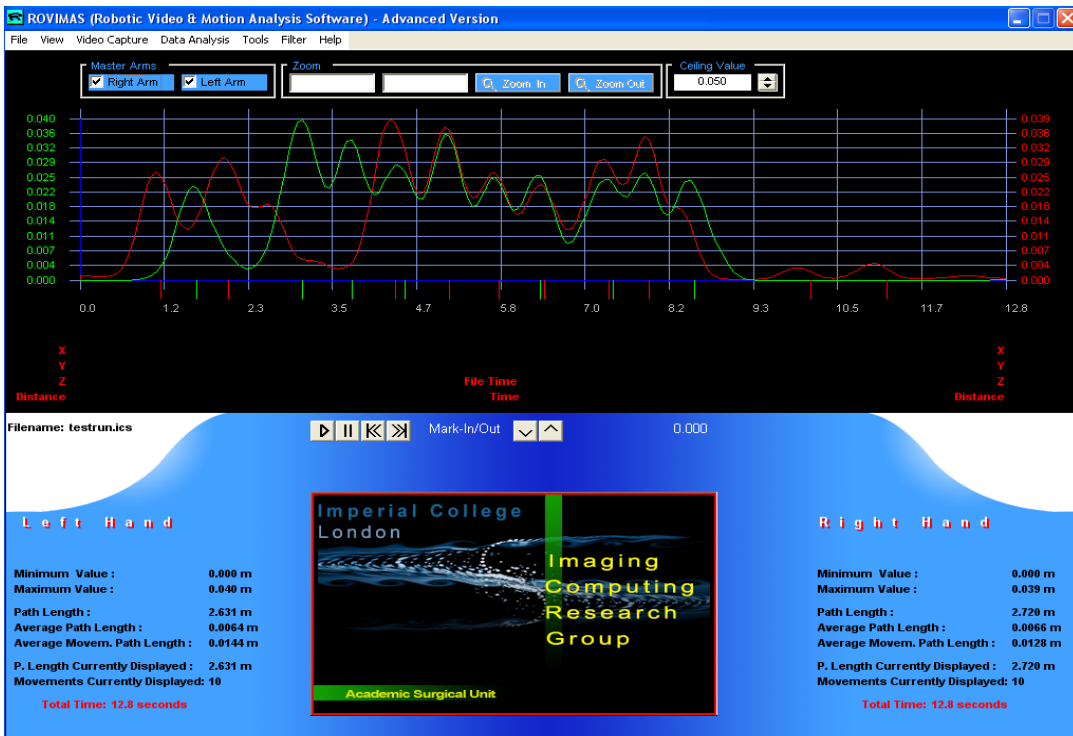 ROVIMAS (Robotic Video & Motion Analysis Software) - Advanced Version
File View Video Capture Data Analysis Tools Filter Help
Master Arms Zoom Ceiling Value
Right Arm Left Arm Zoom In Zoom Out 0.050
0.040 0.039
0.036 0.036
0.032 0.032
0.029 0.029
0.025 0.025
0.022 0.022
0.018 0.018
0.014 0.014
0.011 0.011
0.007 0.007
0.004 0.004
0.000 0.000
0.0 1.2 2.3 3.5 4.7 5.8 7.0 8.2 9.3 10.5 11.7 12.8
X X
Y Y
Z File Time Z
Distance Time Distance
Filename: testrun.ics Mark-In/Out 0.000
Left Hand
Minimum Value : 0.000 m
Maximum Value : 0.040 m
Path Length : 2.631 m
Average Path Length : 0.0064 m
Average Movem. Path Length : 0.0144 m
P. Length Currently Displayed : 2.631 m
Movements Currently Displayed: 10
Total Time: 12.8 seconds
Imperial College
London
Imaging
Computing
Research
Group
Academic Surgical Unit
Right Hand
Minimum Value : 0.000 m
Maximum Value : 0.039 m
Path Length : 2.720 m
Average Path Length : 0.0066 m
Average Movem. Path Length : 0.0128 m
P. Length Currently Displayed : 2.720 m
Movements Currently Displayed: 10
Total Time: 12.8 seconds